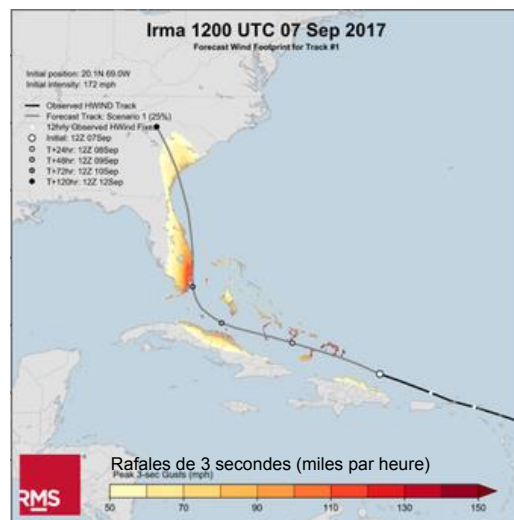 Irma 1200 UTC 07 Sep 2017
Forecast Wind Footprint for Track #1
Initial position: 20.1N 69.0W
Initial intensity: 172 mph
Observed HWIND Track
Forecast Track: Scenario 1 (25%)
12hrly Observed HWind Fixes
Initial: 12Z 07Sep
T+24hr: 12Z 08Sep
T+48hr: 12Z 09Sep
T+72hr: 12Z 10Sep
T+120hr: 12Z 12Sep
Rafales de 3 secondes (miles par heure)
Peak 3-sec Gusts (mph)
RMS
50 70 90 110 130 150